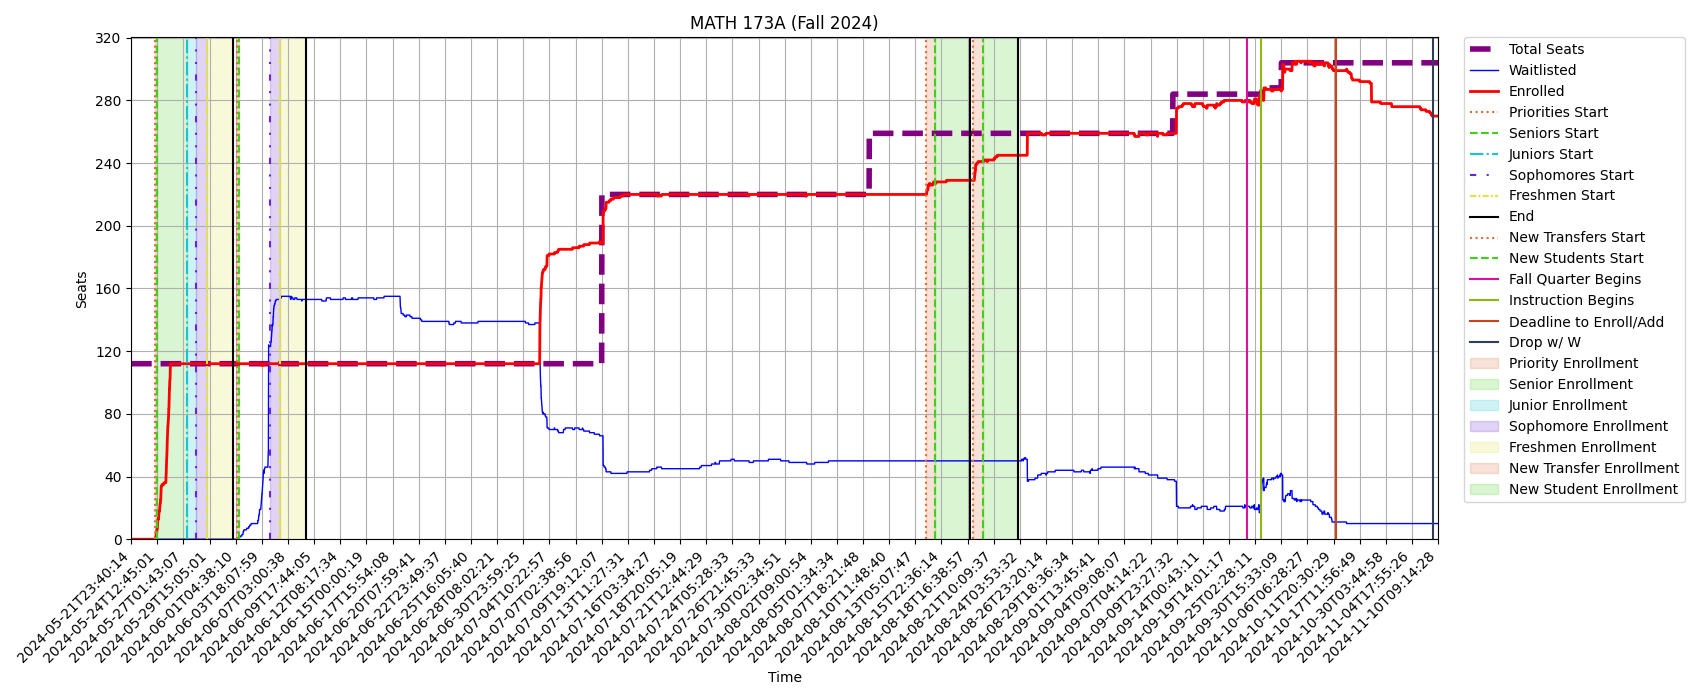 MATH 173A (Fall 2024)
320
280
240
200
160
120
80
40
0
Seats
2024-05-21T23:40:14
2024-05-24T12:45:01
2024-05-27T01:43:07
2024-05-29T15:05:01
2024-06-01T04:38:10
2024-06-03T18:07:59
2024-06-07T03:00:38
2024-06-09T17:44:05
2024-06-12T08:17:34
2024-06-15T00:00:19
2024-06-17T15:54:08
2024-06-20T07:59:41
2024-06-22T23:49:37
2024-06-25T16:05:40
2024-06-28T08:02:21
2024-06-30T23:59:25
2024-07-04T10:22:57
2024-07-07T02:38:56
2024-07-09T19:12:07
2024-07-13T11:27:31
2024-07-16T03:34:27
2024-07-18T20:05:19
2024-07-21T12:44:29
2024-07-24T05:28:33
2024-07-26T21:45:33
2024-07-30T02:34:51
2024-08-02T09:00:54
2024-08-05T01:34:34
2024-08-07T18:21:48
2024-08-10T11:48:40
2024-08-13T05:07:47
2024-08-15T22:36:14
2024-08-18T16:38:57
2024-08-21T10:09:37
2024-08-24T03:53:32
2024-08-26T23:20:14
2024-08-29T18:36:34
2024-09-01T13:45:41
2024-09-04T09:08:07
2024-09-07T04:14:22
2024-09-09T23:27:32
2024-09-14T00:43:11
2024-09-19T14:01:17
2024-09-25T02:28:11
2024-09-30T15:33:09
2024-10-06T06:28:27
2024-10-11T20:30:29
2024-10-17T11:56:49
2024-10-30T03:44:58
2024-11-04T17:55:26
2024-11-10T09:14:28
Time
Total Seats
Waitlisted
Enrolled
Priorities Start
Seniors Start
Juniors Start
Sophomores Start
Freshmen Start
End
New Transfers Start
New Students Start
Fall Quarter Begins
Instruction Begins
Deadline to Enroll/Add
Drop w/ W
Priority Enrollment
Senior Enrollment
Junior Enrollment
Sophomore Enrollment
Freshmen Enrollment
New Transfer Enrollment
New Student Enrollment